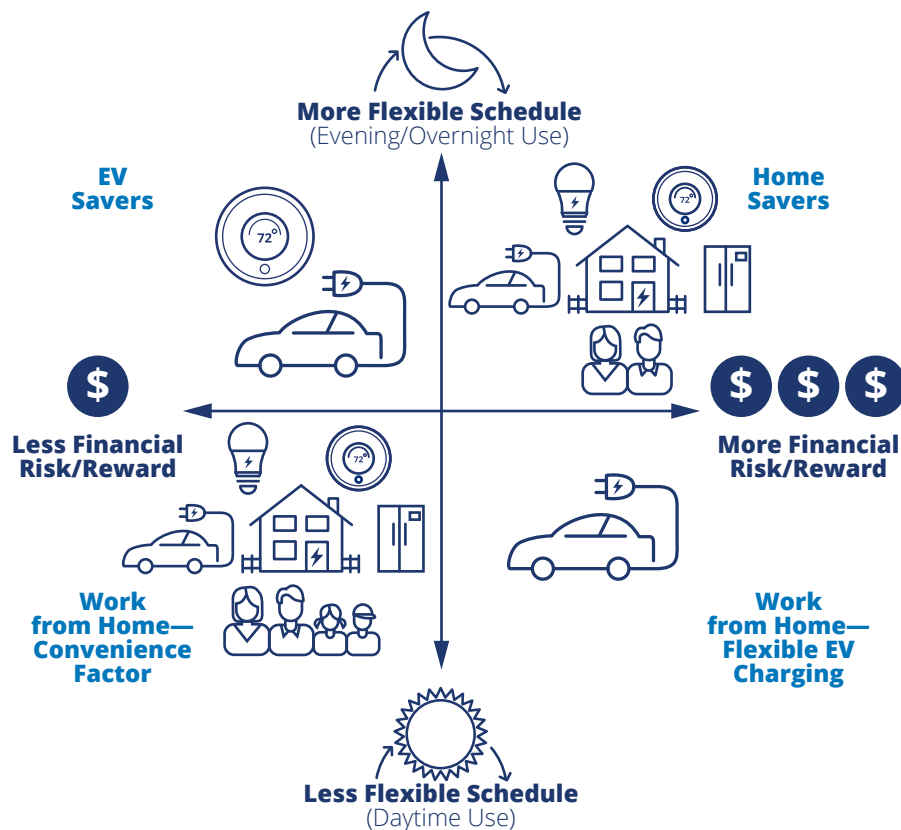 More Flexible Schedule
(Evening/Overnight Use)
EV
Savers
Home
Savers
72°
72°
$
$ $ $
Less Financial
Risk/Reward
More Financial
Risk/Reward
72°
Work
from Home—
Convenience
Factor
Work
from Home—
Flexible EV
Charging
Less Flexible Schedule
(Daytime Use)